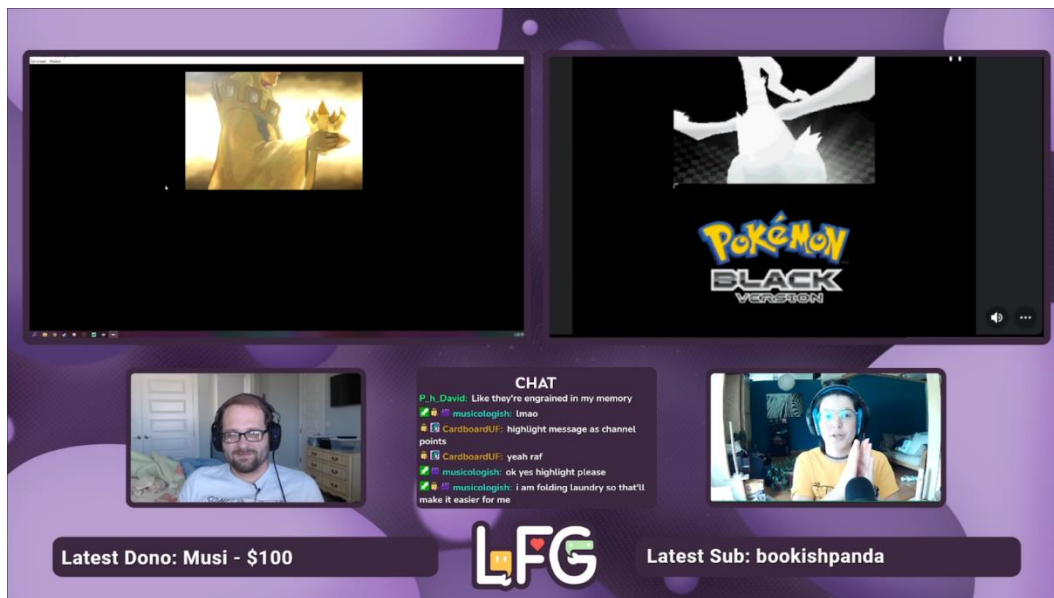 POKÉMON
BLACK
VERSION
CHAT
P_h_David: Like they're engrained in my memory
musicologish: lmao
CardboardUF: highlight message as channel
points
CardboardUF: yeah raf
musicologish: ok yes highlight please
musicologish: i am folding laundry so that'll
make it easier for me
Latest Dono: Musi - $100
LFG
Latest Sub: bookishpanda